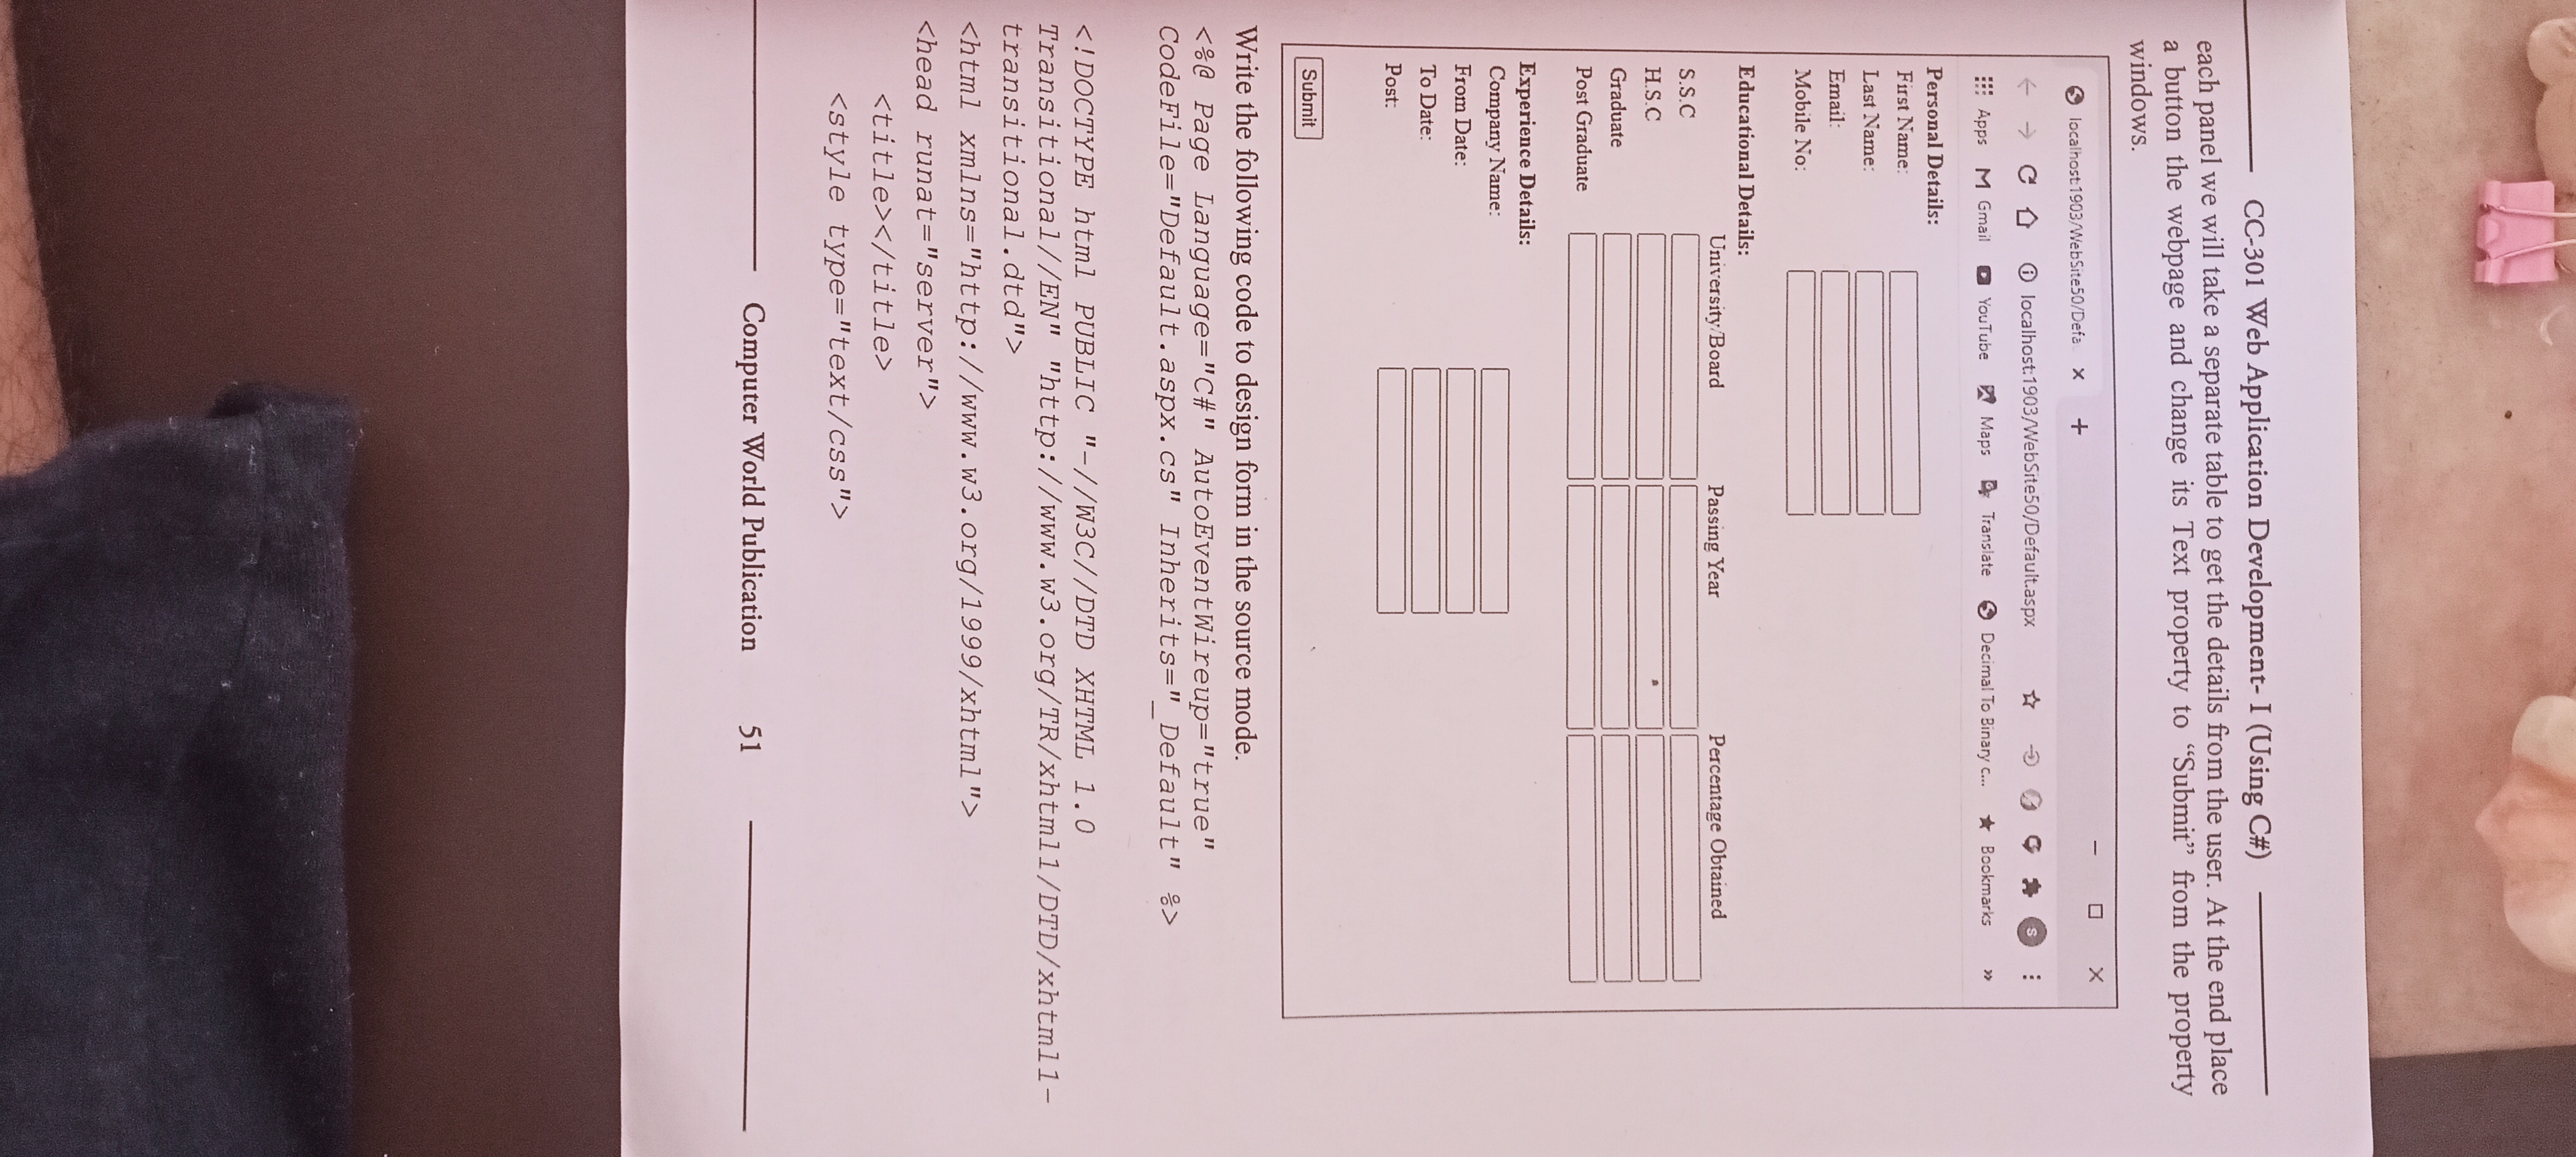 CC-301 Web Application Development- I (Using C#)
each panel we will take a separate table to get the details from the user. At the end place
a button the webpage and change its Text property to “Submit” from the property
windows.
localhost:1903/WebSite50/Defa × +
localhost:1903/WebSite50/Default.aspx
Apps Gmail YouTube Maps Translate Decimal To Binary c... Bookmarks »
Personal Details:
First Name:
Last Name:
Email:
Mobile No:
Educational Details:
University/Board Passing Year Percentage Obtained
S.S.C
H.S.C
Graduate
Post Graduate
Experience Details:
Company Name:
From Date:
To Date:
Post:
Submit
Write the following code to design form in the source mode.
<%@ Page Language="C#" AutoEventWireup="true"
CodeFile="Default.aspx.cs" Inherits="_Default" %>
<!DOCTYPE html PUBLIC "-//W3C//DTD XHTML 1.0
Transitional//EN" "http://www.w3.org/TR/xhtml1/DTD/xhtml1-
transitional.dtd">
<html xmlns="http://www.w3.org/1999/xhtml">
<head runat="server">
<title></title>
<style type="text/css">
Computer World Publication 51